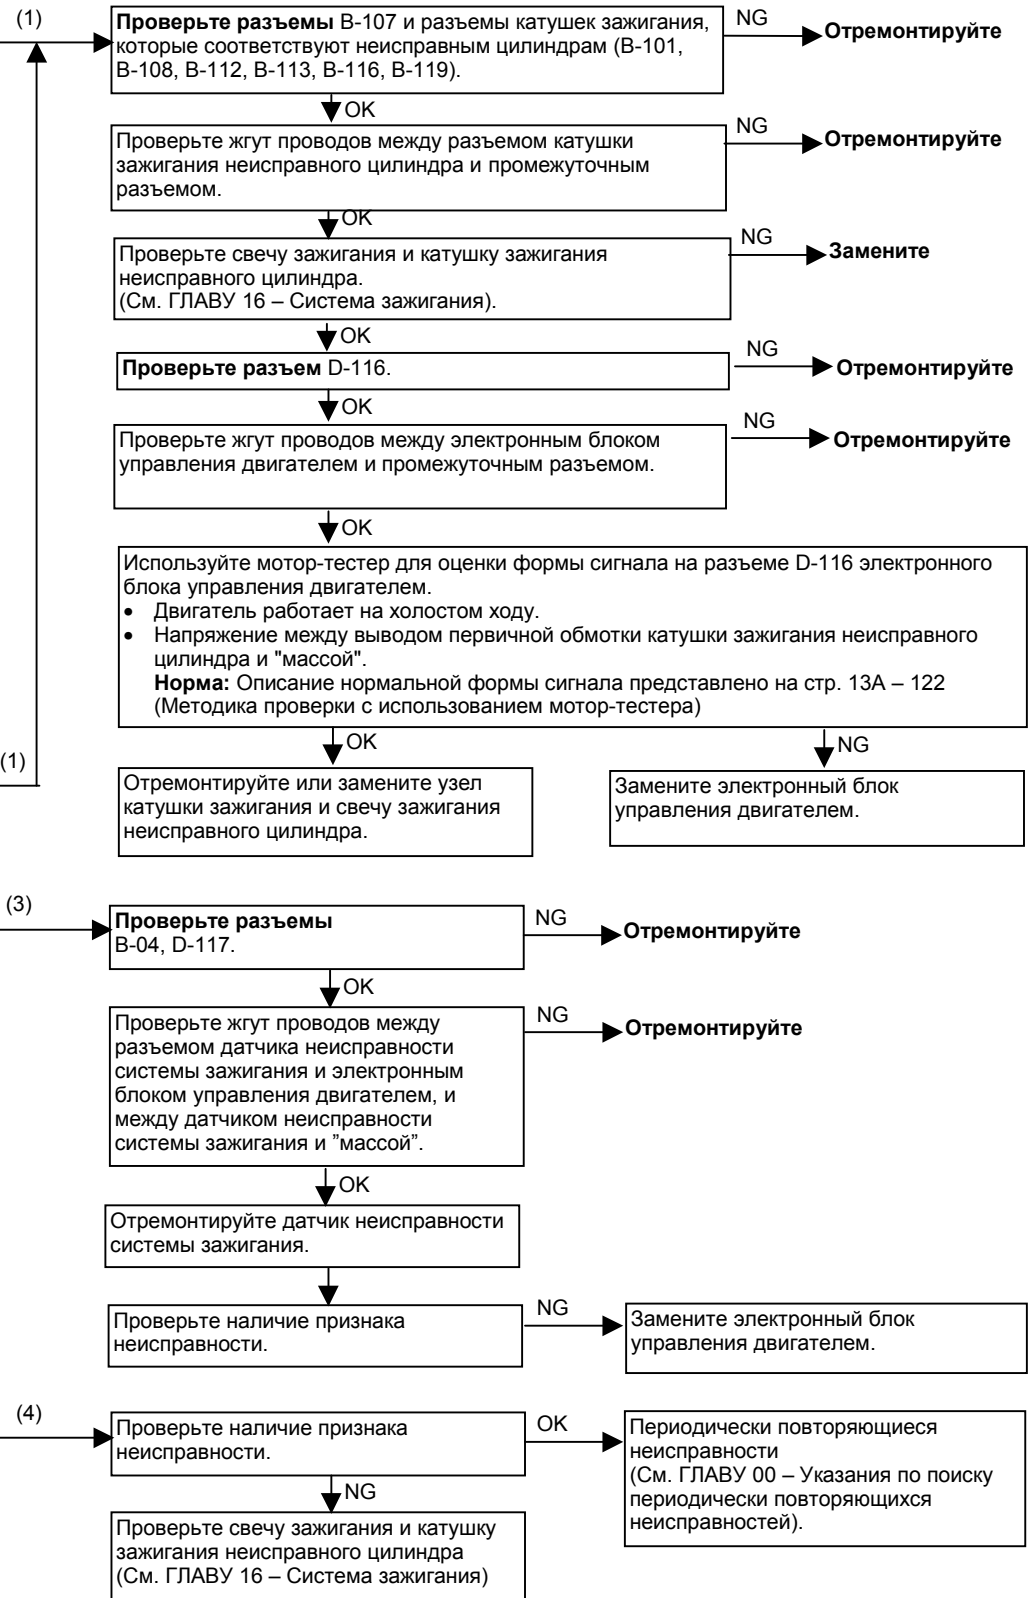 (1)
Проверьте разъемы B-107 и разъемы катушек зажигания,
которые соответствуют неисправным цилиндрам (B-101,
B-108, B-112, B-113, B-116, B-119).
NG
Отремонтируйте
OK
Проверьте жгут проводов между разъемом катушки
зажигания неисправного цилиндра и промежуточным
разъемом.
NG
Отремонтируйте
OK
Проверьте свечу зажигания и катушку зажигания
неисправного цилиндра.
(См. ГЛАВУ 16 – Система зажигания).
NG
Замените
OK
Проверьте разъем D-116.
NG
Отремонтируйте
OK
Проверьте жгут проводов между электронным блоком
управления двигателем и промежуточным разъемом.
NG
Отремонтируйте
OK
Используйте мотор-тестер для оценки формы сигнала на разъеме D-116 электронного
блока управления двигателем.
• Двигатель работает на холостом ходу.
• Напряжение между выводом первичной обмотки катушки зажигания неисправного
цилиндра и "массой".
Норма: Описание нормальной формы сигнала представлено на стр. 13A – 122
(Методика проверки с использованием мотор-тестера)
OK
NG
(1)
Отремонтируйте или замените узел
катушки зажигания и свечу зажигания
неисправного цилиндра.
Замените электронный блок
управления двигателем.
(3)
Проверьте разъемы
B-04, D-117.
NG
Отремонтируйте
OK
Проверьте жгут проводов между
разъемом датчика неисправности
системы зажигания и электронным
блоком управления двигателем, и
между датчиком неисправности
системы зажигания и ”массой”.
NG
Отремонтируйте
OK
Отремонтируйте датчик неисправности
системы зажигания.
Проверьте наличие признака
неисправности.
NG
Замените электронный блок
управления двигателем.
(4)
Проверьте наличие признака
неисправности.
OK
Периодически повторяющиеся
неисправности
(См. ГЛАВУ 00 – Указания по поиску
периодически повторяющихся
неисправностей).
NG
Проверьте свечу зажигания и катушку
зажигания неисправного цилиндра
(См. ГЛАВУ 16 – Система зажигания)